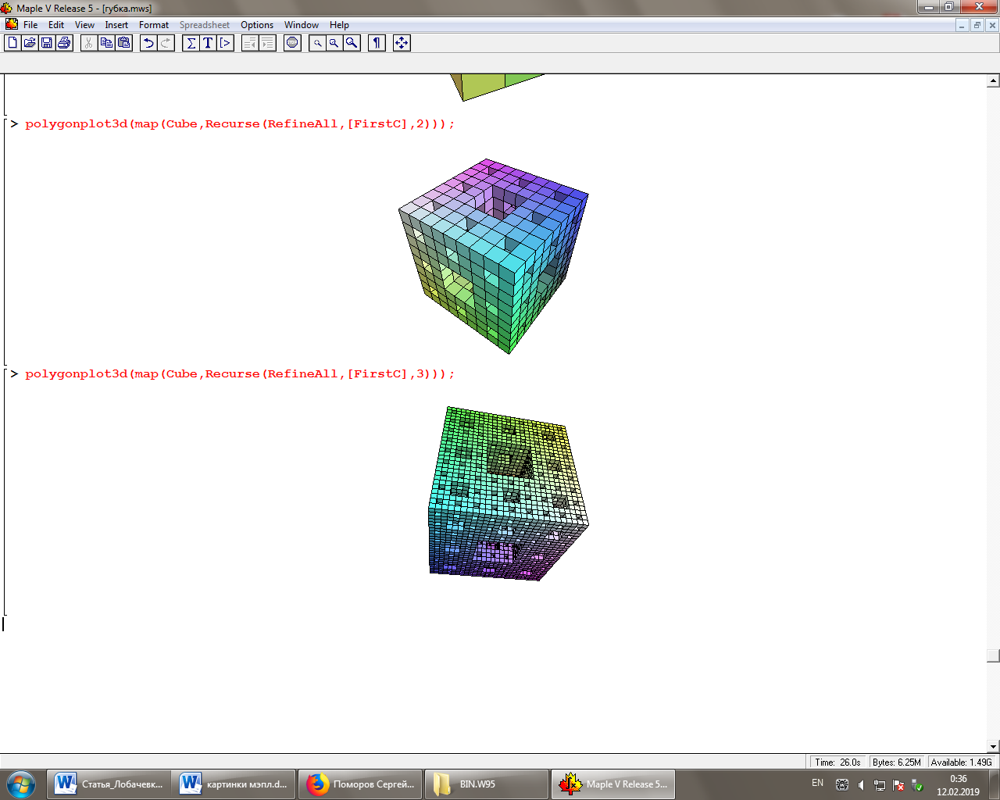 Maple V Release 5 - [губка.mws]
File Edit View Insert Format Spreadsheet Options Window Help
> polygonplot3d(map(Cube,Recurse(RefineAll,[FirstC],2)));
> polygonplot3d(map(Cube,Recurse(RefineAll,[FirstC],3)));
Time: 26.0s Bytes: 6.25M Available: 1.49G
Статья_Лобачевк... картинки мэпл.d... Поморов Сергей... BIN.W95 Maple V Release 5... EN 0:36
12.02.2019